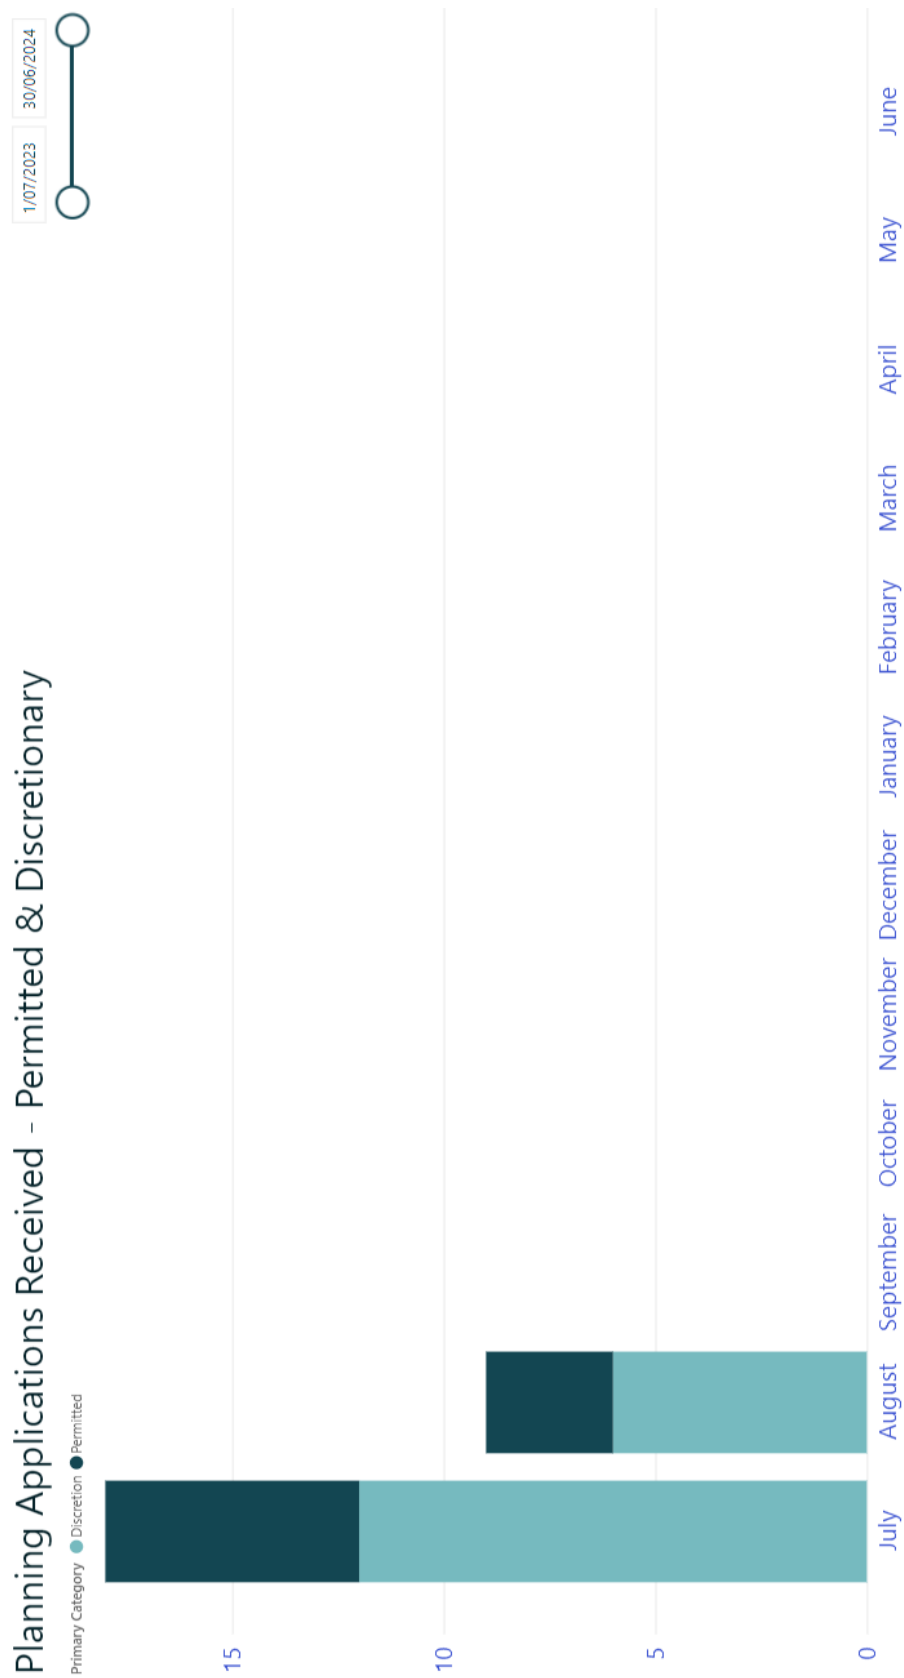 Planning Applications Received - Permitted & Discretionary
1/07/2023 30/06/2024
Primary Category Discretion Permitted
15
10
5
0
July August September October November December January February March April May June